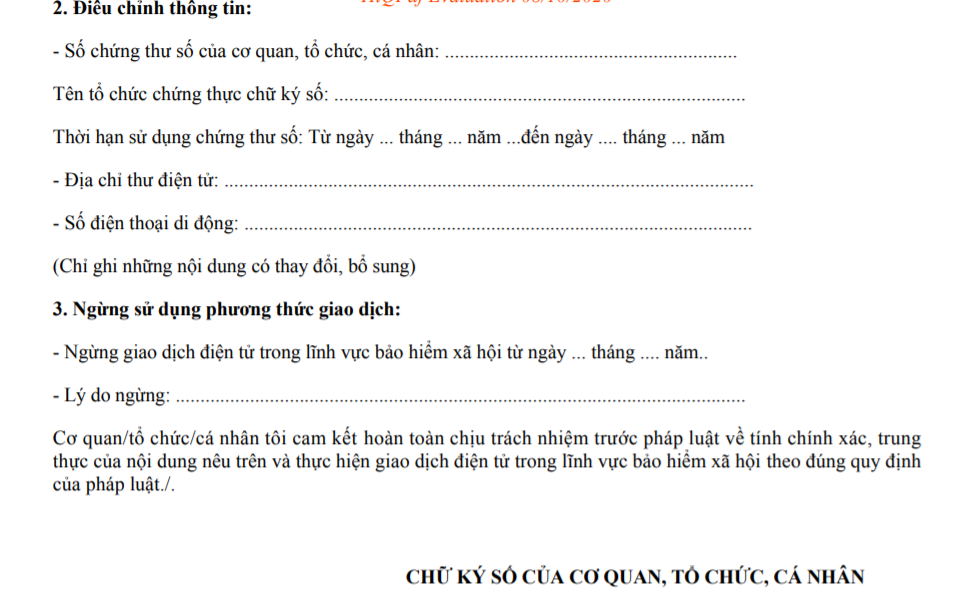 2. Điều chỉnh thông tin:
- Số chứng thư số của cơ quan, tổ chức, cá nhân: ............................................................
Tên tổ chức chứng thực chữ ký số: ....................................................................................
Thời hạn sử dụng chứng thư số: Từ ngày ... tháng ... năm ...đến ngày .... tháng ... năm
- Địa chỉ thư điện tử: ............................................................................................................
- Số điện thoại di động: ........................................................................................................
(Chỉ ghi những nội dung có thay đổi, bổ sung)
3. Ngừng sử dụng phương thức giao dịch:
- Ngừng giao dịch điện tử trong lĩnh vực bảo hiểm xã hội từ ngày ... tháng .... năm..
- Lý do ngừng: .....................................................................................................................
Cơ quan/tổ chức/cá nhân tôi cam kết hoàn toàn chịu trách nhiệm trước pháp luật về tính chính xác, trung
thực của nội dung nêu trên và thực hiện giao dịch điện tử trong lĩnh vực bảo hiểm xã hội theo đúng quy định
của pháp luật./.
CHỮ KÝ SỐ CỦA CƠ QUAN, TỔ CHỨC, CÁ NHÂN